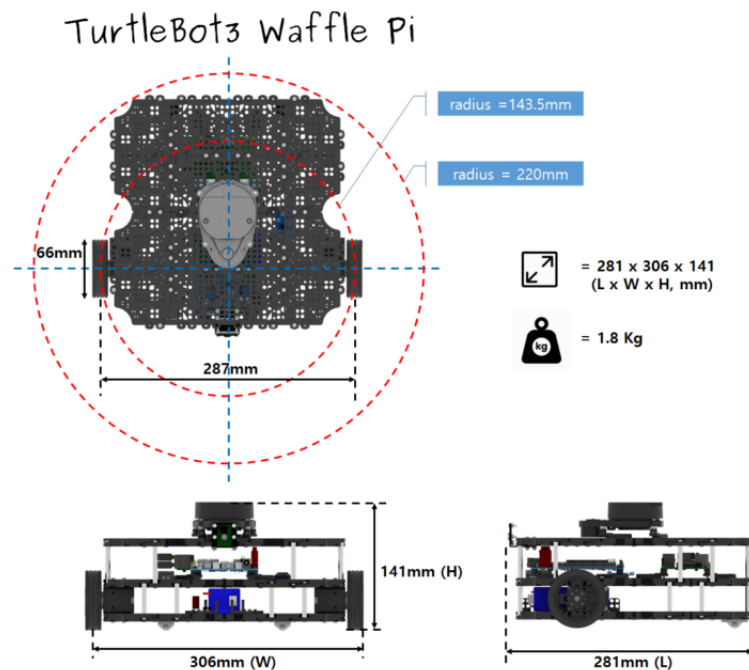 TurtleBot3 Waffle Pi
radius =143.5mm
radius = 220mm
66mm
= 281 x 306 x 141
(L x W x H, mm)
kg
= 1.8 Kg
287mm
141mm (H)
306mm (W)
281mm (L)